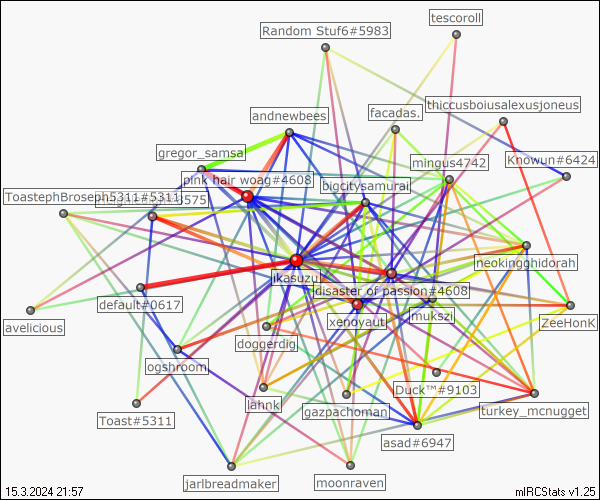 tescoroll
Random Stuf6#5983
thiccusboiusalexusjoneus
andnewbees
facadas.
gregor_samsa
mingus4742
Knowun#6424
pink hair woag#4608
bigcitysamurai
ToastephBroseph5311#5311
3575
neokingghidorah
ikasuzu
disaster of passion#4608
default#0617
xenoyaut
mukszi
ZeeHonK
avelicious
doggerdig
ogshroom
Duck™#9103
lahnk
gazpachoman
turkey_mcnugget
Toast#5311
asad#6947
jarlbreadmaker
moonraven
15.3.2024 21:57
mIRCStats v1.25